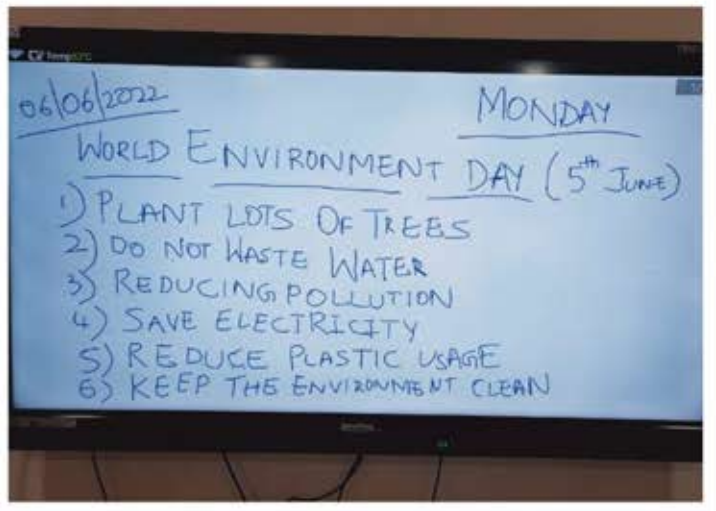 06/06/2022 MONDAY
WORLD ENVIRONMENT DAY (5th JUNE)
1) PLANT LOTS OF TREES
2) DO NOT WASTE WATER
3) REDUCING POLLUTION
4) SAVE ELECTRICITY
5) REDUCE PLASTIC USAGE
6) KEEP THE ENVIRONMENT CLEAN